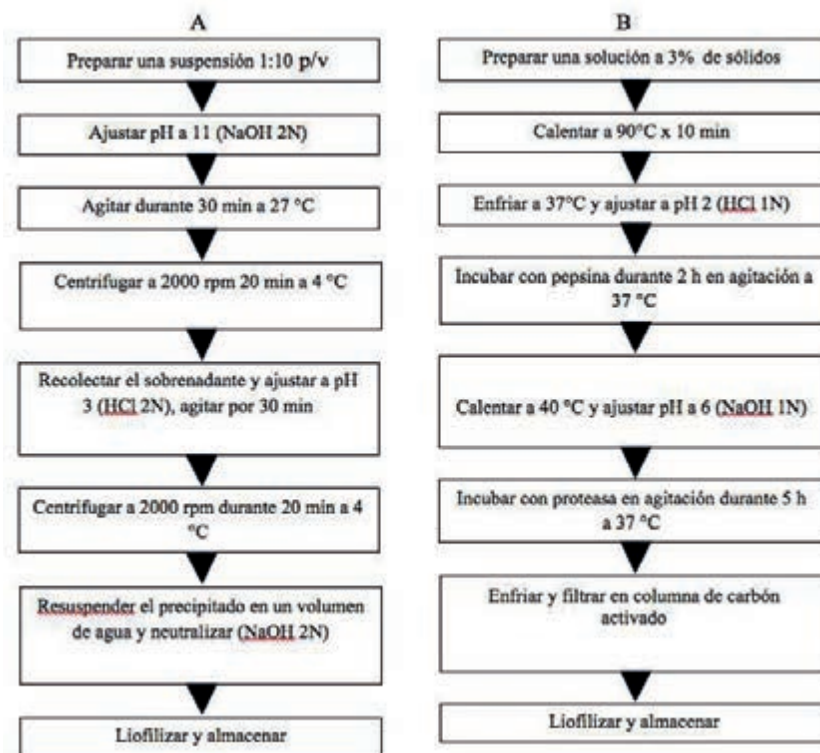 A
Preparar una suspensión 1:10 p/v
Ajustar pH a 11 (NaOH 2N)
Agitar durante 30 min a 27 °C
Centrifugar a 2000 rpm 20 min a 4 °C
Recolectar el sobrenadante y ajustar a pH
3 (HCl 2N), agitar por 30 min
Centrifugar a 2000 rpm durante 20 min a 4
°C
Resuspender el precipitado en un volumen
de agua y neutralizar (NaOH 2N)
Liofilizar y almacenar
B
Preparar una solución a 3% de sólidos
Calentar a 90°C x 10 min
Enfriar a 37°C y ajustar a pH 2 (HCl 1N)
Incubar con pepsina durante 2 h en agitación a
37 °C
Calentar a 40 °C y ajustar pH a 6 (NaOH 1N)
Incubar con proteasa en agitación durante 5 h
a 37 °C
Enfriar y filtrar en columna de carbón
activado
Liofilizar y almacenar